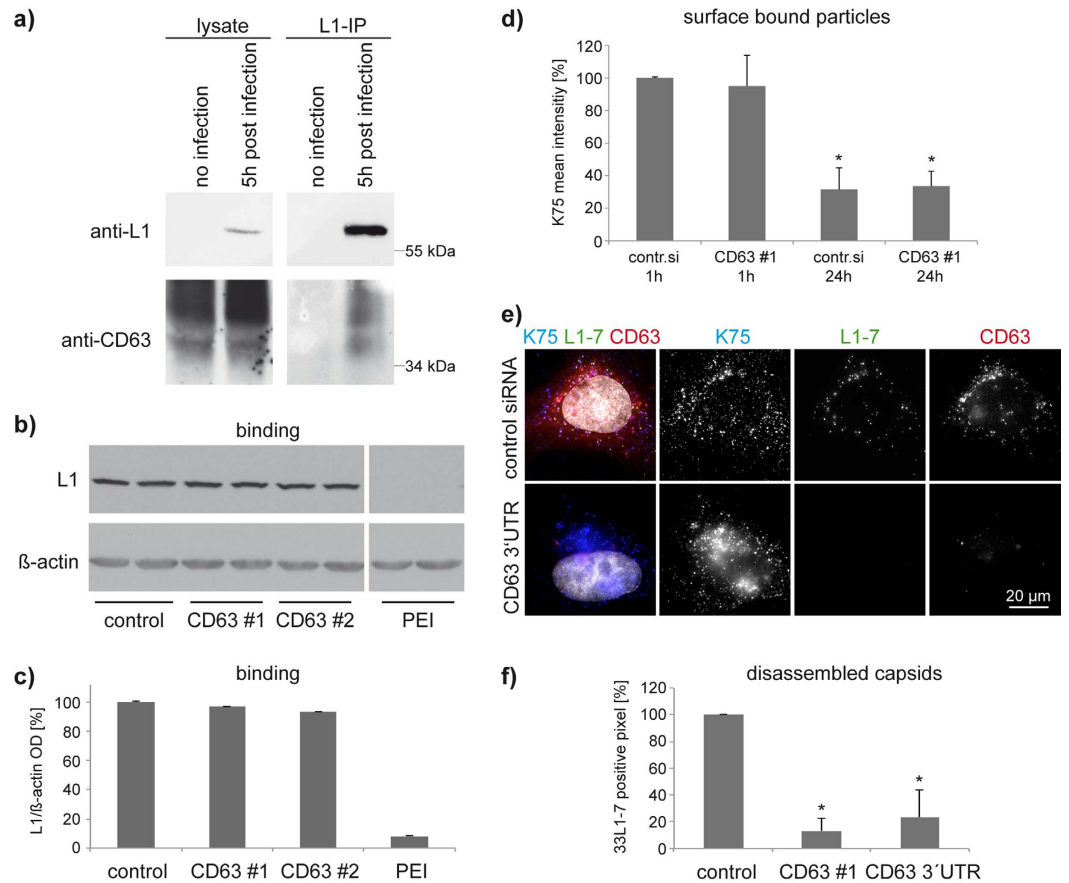 a)
lysate
L1-IP
no infection
5h post infection
no infection
5h post infection
anti-L1
55 kDa
anti-CD63
34 kDa
b)
binding
L1
ß-actin
control
CD63 #1
CD63 #2
PEI
c)
binding
L1/ß-actin OD [%]
100
80
60
40
20
0
control
CD63 #1
CD63 #2
PEI
d)
surface bound particles
K75 mean intensitiy [%]
120
100
80
60
40
20
0
*
*
contr.si
1h
CD63 #1
1h
contr.si
24h
CD63 #1
24h
e)
K75 L1-7 CD63
K75
L1-7
CD63
control siRNA
CD63 3'UTR
20 µm
f)
disassembled capsids
33L1-7 positive pixel [%]
120
100
80
60
40
20
0
*
*
control
CD63 #1
CD63 3´UTR